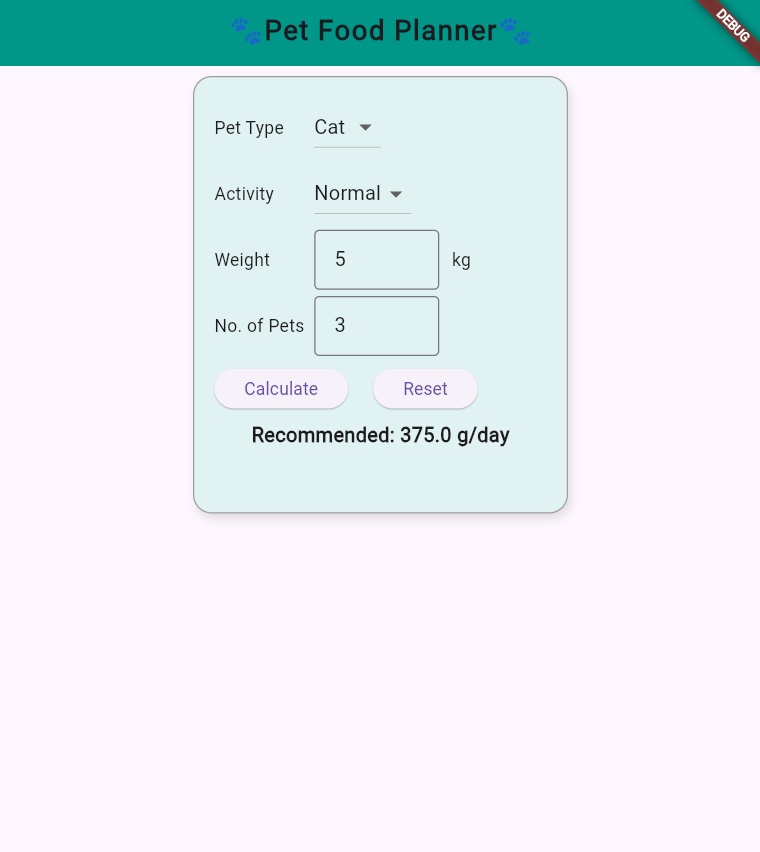 🐾Pet Food Planner🐾
DEBUG
Pet Type Cat
Activity Normal
Weight 5 kg
No. of Pets 3
Calculate Reset
Recommended: 375.0 g/day